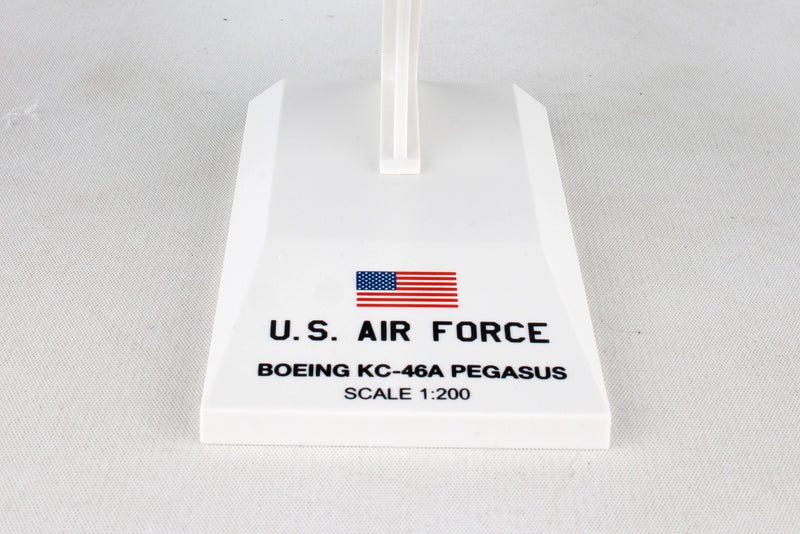 U.S. AIR FORCE
BOEING KC-46A PEGASUS
SCALE 1:200